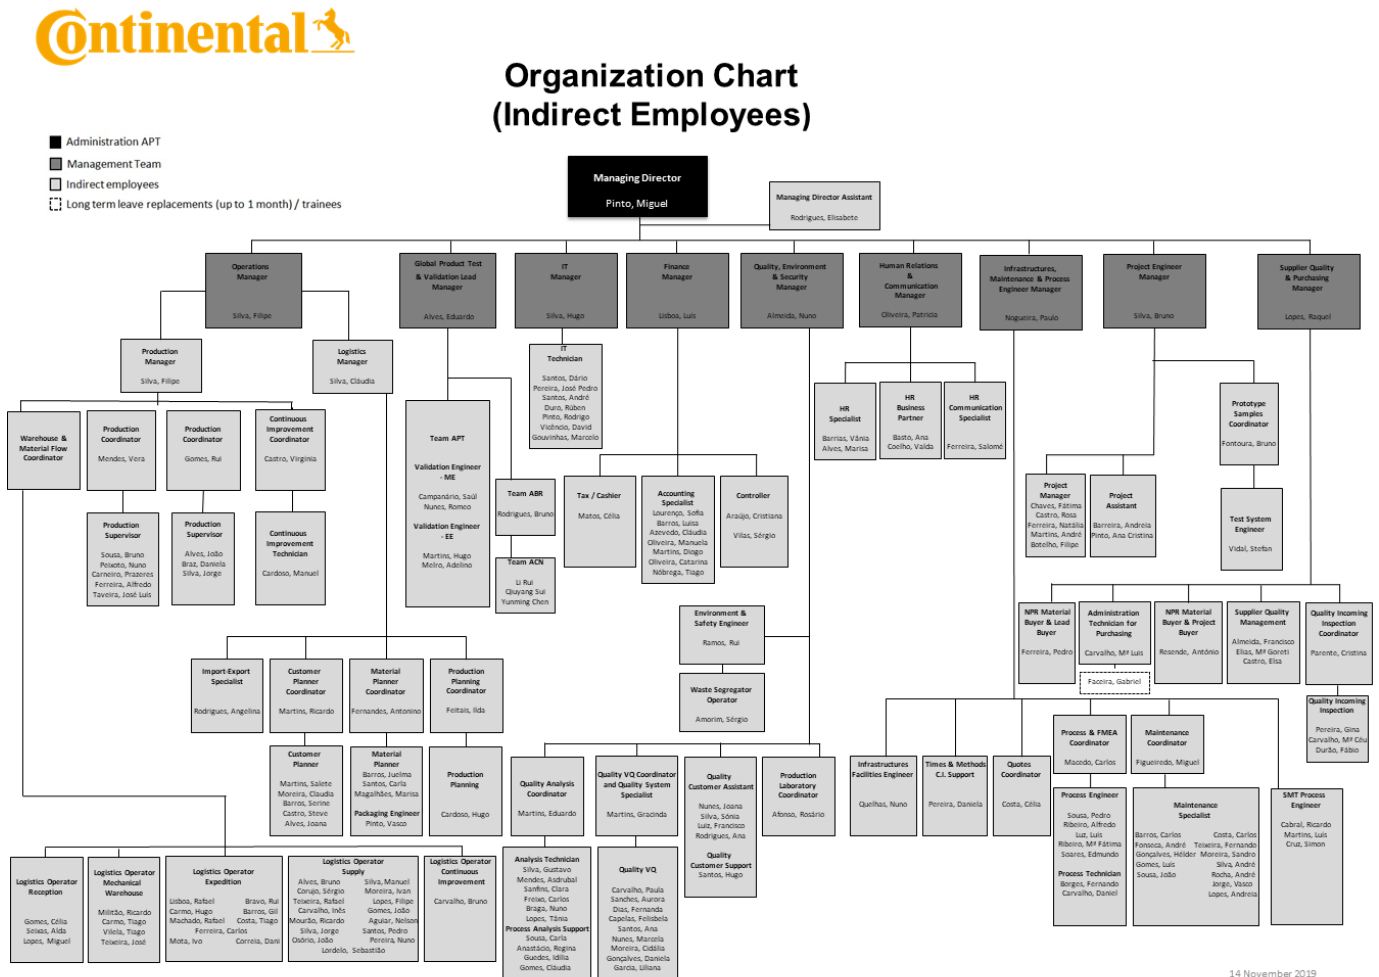 Continental
Organization Chart
(Indirect Employees)
Administration APT
Management Team
Indirect employees
Long term leave replacements (up to 1 month) / trainees
Managing Director
Pinto, Miguel
Managing Director Assistant
Rodrigues, Elisabete
Operations
Manager
Silva, Filipe
Global Product Test
& Validation Lead
Manager
Alves, Eduardo
IT
Manager
Silva, Hugo
Finance
Manager
Lisboa, Luis
Quality, Environment
& Security
Manager
Almeida, Nuno
Human Relations
&
Communication
Manager
Oliveira, Patricia
Infrastructures,
Maintenance & Process
Engineer Manager
Nogueira, Paulo
Project Engineer
Manager
Silva, Bruno
Supplier Quality
& Purchasing
Manager
Lopes, Raquel
Production
Manager
Silva, Filipe
Logistics
Manager
Silva, Cláudia
IT
Technician
Santos, Dário
Pereira, José Pedro
Santos, André
Duro, Rúben
Pinto, Rodrigo
Vicêncio, David
Gouvinhas, Marcelo
HR
Specialist
Barrias, Vânia
Alves, Marisa
HR
Business
Partner
Basto, Ana
Coelho, Valda
HR
Communication
Specialist
Ferreira, Salomé
Prototype
Samples
Coordinator
Fontoura, Bruno
Warehouse &
Material Flow
Coordinator
Production
Coordinator
Mendes, Vera
Production
Coordinator
Gomes, Rui
Continuous
Improvement
Coordinator
Castro, Virginia
Team APT
Validation Engineer
- ME
Campanário, Saúl
Nunes, Romeo
Validation Engineer
- EE
Martins, Hugo
Melro, Adelino
Team ABR
Rodrigues, Bruno
Team ACN
Li Rui
Qiuyang Sui
Yunming Chen
Tax / Cashier
Matos, Célia
Accounting
Specialist
Lourenço, Sofia
Barros, Luisa
Azevedo, Cláudia
Oliveira, Manuela
Martins, Diogo
Oliveira, Catarina
Nóbrega, Tiago
Controller
Araújo, Cristiana
Vilas, Sérgio
Project
Manager
Chaves, Fátima
Castro, Rosa
Ferreira, Natália
Martins, André
Botelho, Filipe
Project
Assistant
Barreira, Andreia
Pinto, Ana Cristina
Test System
Engineer
Vidal, Stefan
Production
Supervisor
Sousa, Bruno
Peixoto, Nuno
Carneiro, Prazeres
Ferreira, Alfredo
Taveira, José Luis
Production
Supervisor
Alves, João
Braz, Daniela
Silva, Jorge
Continuous
Improvement
Technician
Cardoso, Manuel
Environment &
Safety Engineer
Ramos, Rui
Waste Segregator
Operator
Amorim, Sérgio
NPR Material
Buyer & Lead
Buyer
Ferreira, Pedro
Administration
Technician for
Purchasing
Carvalho, Mª Luis
Faceira, Gabriel
NPR Material
Buyer & Project
Buyer
Resende, António
Supplier Quality
Management
Almeida, Francisco
Elias, Mª Goreti
Castro, Elsa
Quality Incoming
Inspection
Coordinator
Parente, Cristina
Quality Incoming
Inspection
Pereira, Gina
Carvalho, Mª Céu
Durão, Fábio
Import-Export
Specialist
Rodrigues, Angelina
Customer
Planner
Coordinator
Martins, Ricardo
Material
Planner
Coordinator
Fernandes, Antonino
Production
Planning
Coordinator
Feitais, Ilda
Customer
Planner
Martins, Salete
Moreira, Claudia
Barros, Serine
Castro, Steve
Alves, Joana
Material
Planner
Barros, Juelma
Santos, Carla
Magalhães, Marisa
Packaging Engineer
Pinto, Vasco
Production
Planning
Cardoso, Hugo
Quality Analysis
Coordinator
Martins, Eduardo
Quality VQ Coordinator
and Quality System
Specialist
Martins, Gracinda
Quality
Customer Assistant
Nunes, Joana
Silva, Sónia
Luiz, Francisco
Rodrigues, Ana
Quality
Customer Support
Santos, Hugo
Production
Laboratory
Coordinator
Afonso, Rosário
Infrastructures
Facilities Engineer
Quelhas, Nuno
Times & Methods
C.I. Support
Pereira, Daniela
Quotes
Coordinator
Costa, Célia
Process & FMEA
Coordinator
Macedo, Carlos
Maintenance
Coordinator
Figueiredo, Miguel
Process Engineer
Sousa, Pedro
Ribeiro, Alfredo
Luz, Luis
Ribeiro, Mª Fátima
Soares, Edmundo
Process Technician
Borges, Fernando
Carvalho, Daniel
Maintenance
Specialist
Barros, Carlos Costa, Carlos
Fonseca, André Teixeira, Fernando
Gonçalves, Hélder Moreira, Sandro
Gomes, Luis Silva, André
Sousa, João Rocha, André
Jorge, Vasco
Lopes, Andreia
SMT Process
Engineer
Cabral, Ricardo
Martins, Luis
Cruz, Simon
Logistics Operator
Reception
Gomes, Célia
Seixas, Alda
Lopes, Miguel
Logistics Operator
Mechanical
Warehouse
Militão, Ricardo
Carmo, Tiago
Vilela, Tiago
Teixeira, José
Logistics Operator
Expedition
Lisboa, Rafael Bravo, Rui
Carmo, Hugo Barros, Gil
Machado, Rafael Costa, Tiago
Ferreira, Carlos
Mota, Ivo Correia, Dani
Logistics Operator
Supply
Alves, Bruno Silva, Manuel
Corujo, Sérgio Moreira, Ivan
Teixeira, Rafael Lopes, Filipe
Carvalho, Inês Gomes, João
Mourão, Ricardo Aguiar, Nelson
Silva, Jorge Santos, Pedro
Osório, João Pereira, Nuno
Lordelo, Sebastião
Logistics Operator
Continuous
Improvement
Carvalho, Bruno
Analysis Technician
Silva, Gustavo
Mendes, Asdrubal
Sanfins, Clara
Freixo, Carlos
Braga, Nuno
Lopes, Tânia
Process Analysis Support
Sousa, Carla
Anastácio, Regina
Guedes, Idília
Gomes, Cláudia
Quality VQ
Carvalho, Paula
Sanches, Aurora
Dias, Fernanda
Capelas, Felisbela
Santos, Ana
Nunes, Marcela
Moreira, Cidália
Gonçalves, Daniela
Garcia, Liliana
14 November 2019